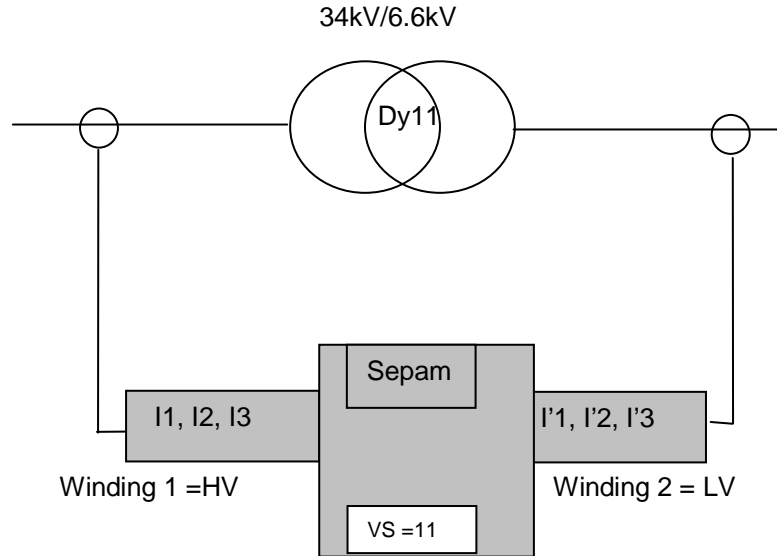 34kV/6.6kV
Dy11
Sepam
I1, I2, I3
I'1, I'2, I'3
Winding 1 =HV
Winding 2 = LV
VS =11